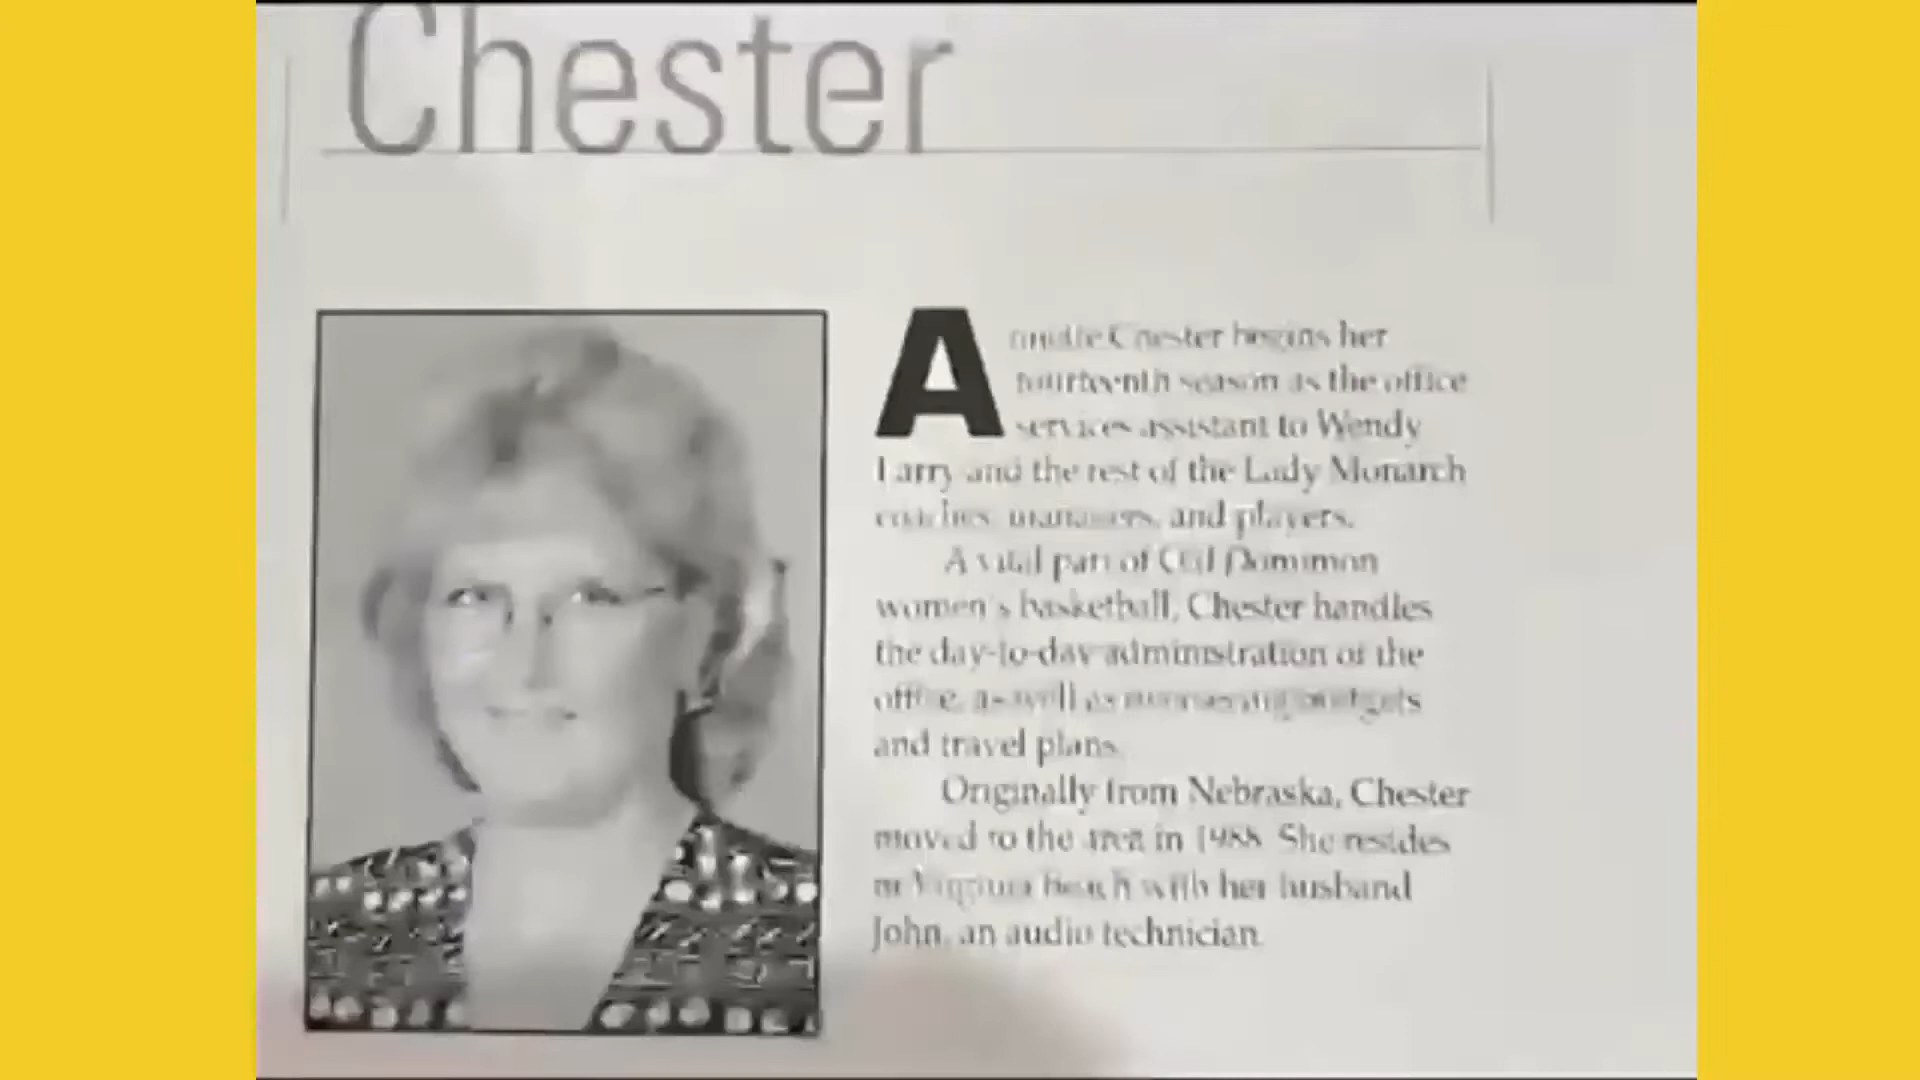 Chester
Chester begins her
fourteenth season as the office
services assistant to Wendy
Larry and the rest of the Lady Monarch
coaches, managers, and players.
A vital part of Old Dominion
women's basketball, Chester handles
the day-to-day administration of the
office, as well as
and travel plans.
Originally from Nebraska, Chester
moved to the area in 1988. She resides
in Virginia Beach with her husband
John, an audio technician.